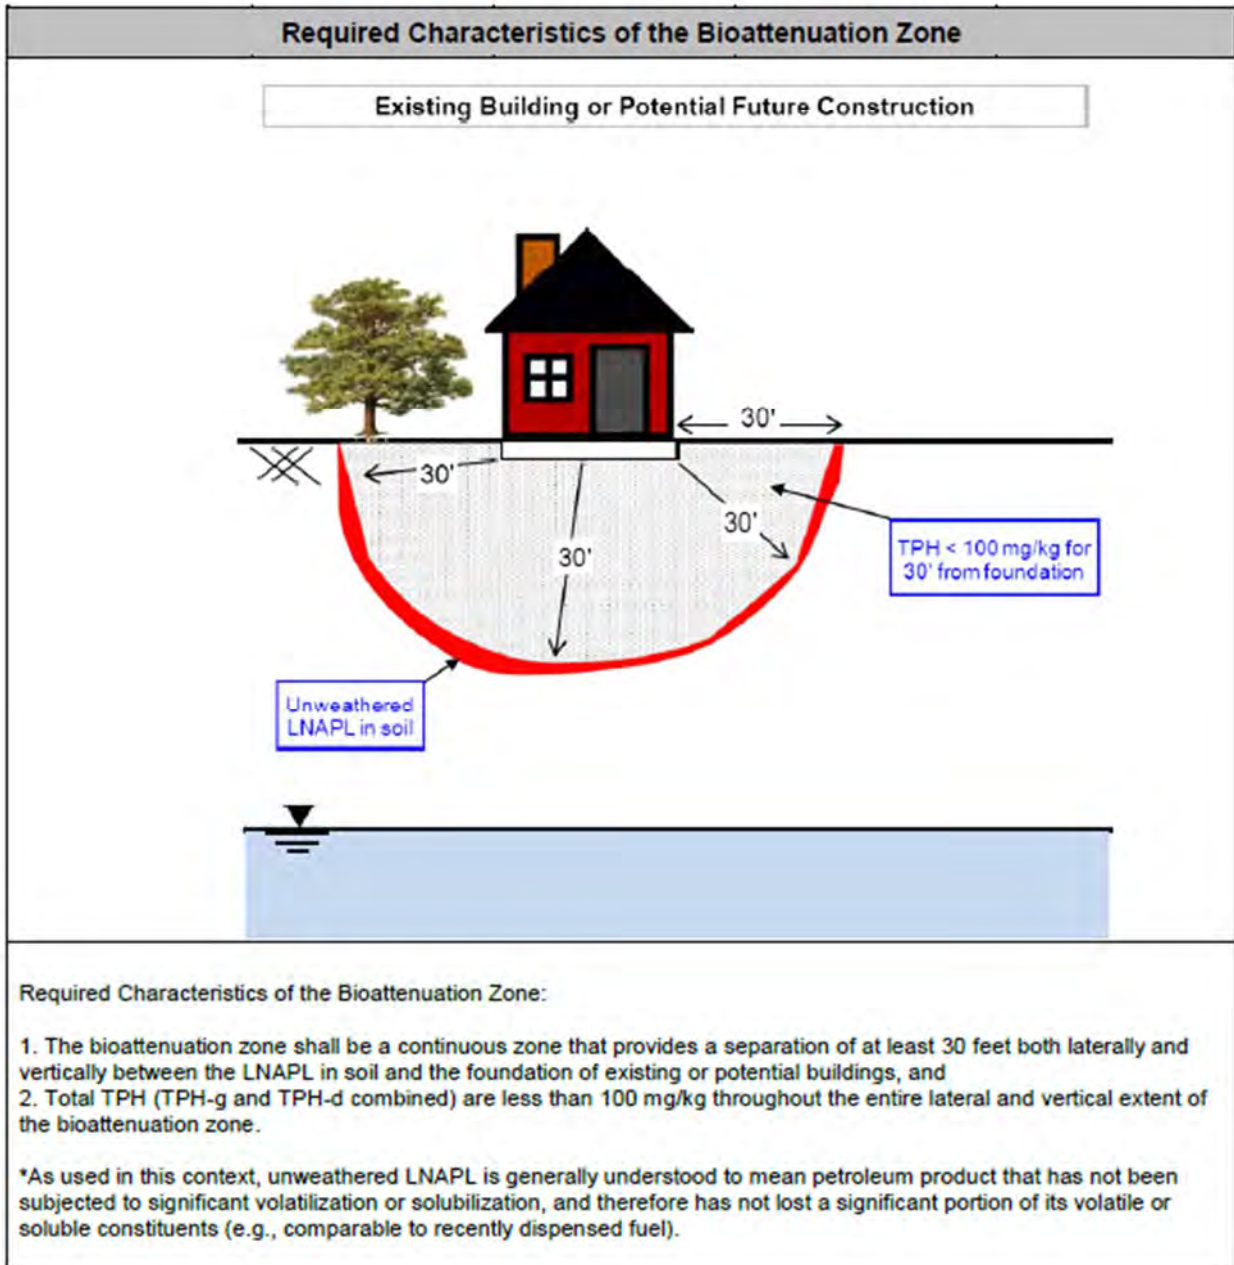 Required Characteristics of the Bioattenuation Zone
Existing Building or Potential Future Construction
30'
30'
30'
30'
TPH < 100 mg/kg for
30' from foundation
Unweathered
LNAPL in soil
Required Characteristics of the Bioattenuation Zone:
1. The bioattenuation zone shall be a continuous zone that provides a separation of at least 30 feet both laterally and
vertically between the LNAPL in soil and the foundation of existing or potential buildings, and
2. Total TPH (TPH-g and TPH-d combined) are less than 100 mg/kg throughout the entire lateral and vertical extent of
the bioattenuation zone.
*As used in this context, unweathered LNAPL is generally understood to mean petroleum product that has not been
subjected to significant volatilization or solubilization, and therefore has not lost a significant portion of its volatile or
soluble constituents (e.g., comparable to recently dispensed fuel).